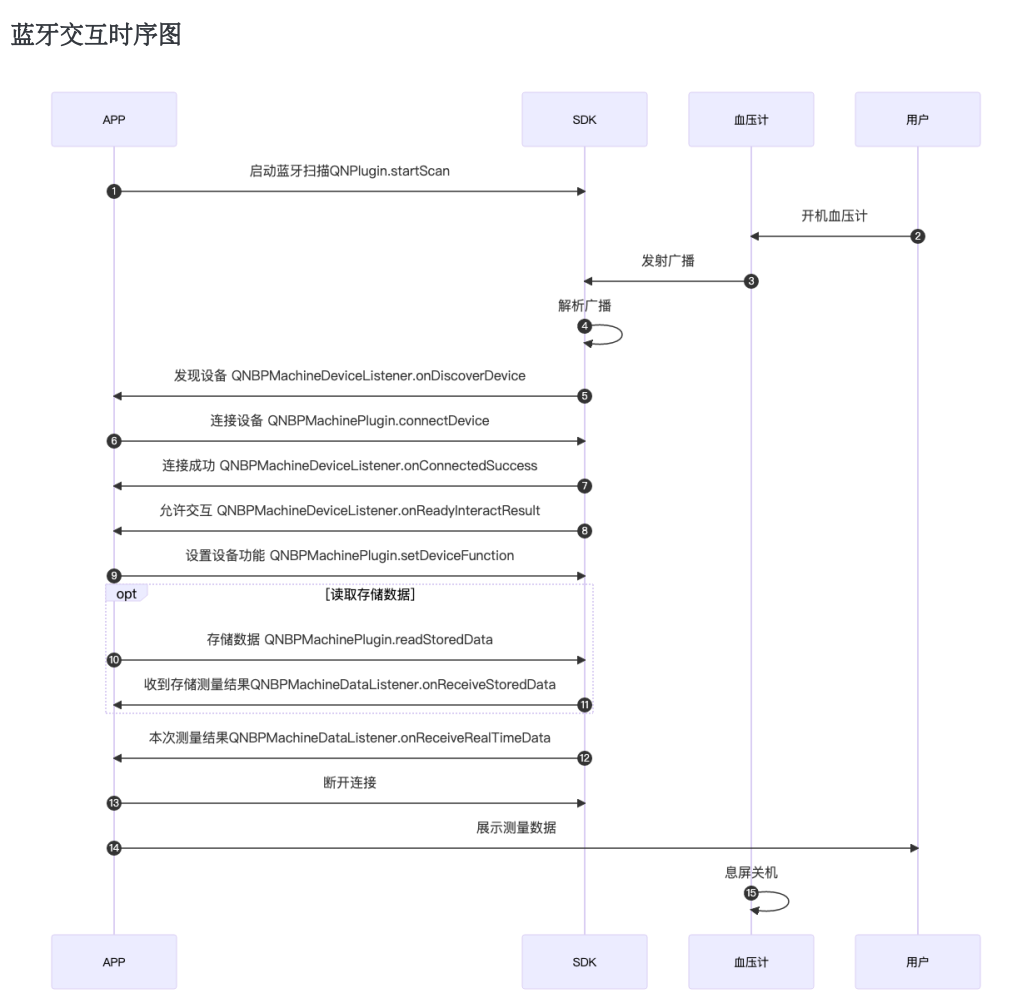 蓝牙交互时序图
APP
SDK
血压计
用户
启动蓝牙扫描QNPlugin.startScan
1
开机血压计
2
发射广播
3
解析广播
4
发现设备 QNBPMachineDeviceListener.onDiscoverDevice
5
连接设备 QNBPMachinePlugin.connectDevice
6
连接成功 QNBPMachineDeviceListener.onConnectedSuccess
7
允许交互 QNBPMachineDeviceListener.onReadyInteractResult
8
设置设备功能 QNBPMachinePlugin.setDeviceFunction
9
opt
[读取存储数据]
存储数据 QNBPMachinePlugin.readStoredData
10
收到存储测量结果QNBPMachineDataListener.onReceiveStoredData
11
本次测量结果QNBPMachineDataListener.onReceiveRealTimeData
12
断开连接
13
展示测量数据
14
息屏关机
15
APP
SDK
血压计
用户